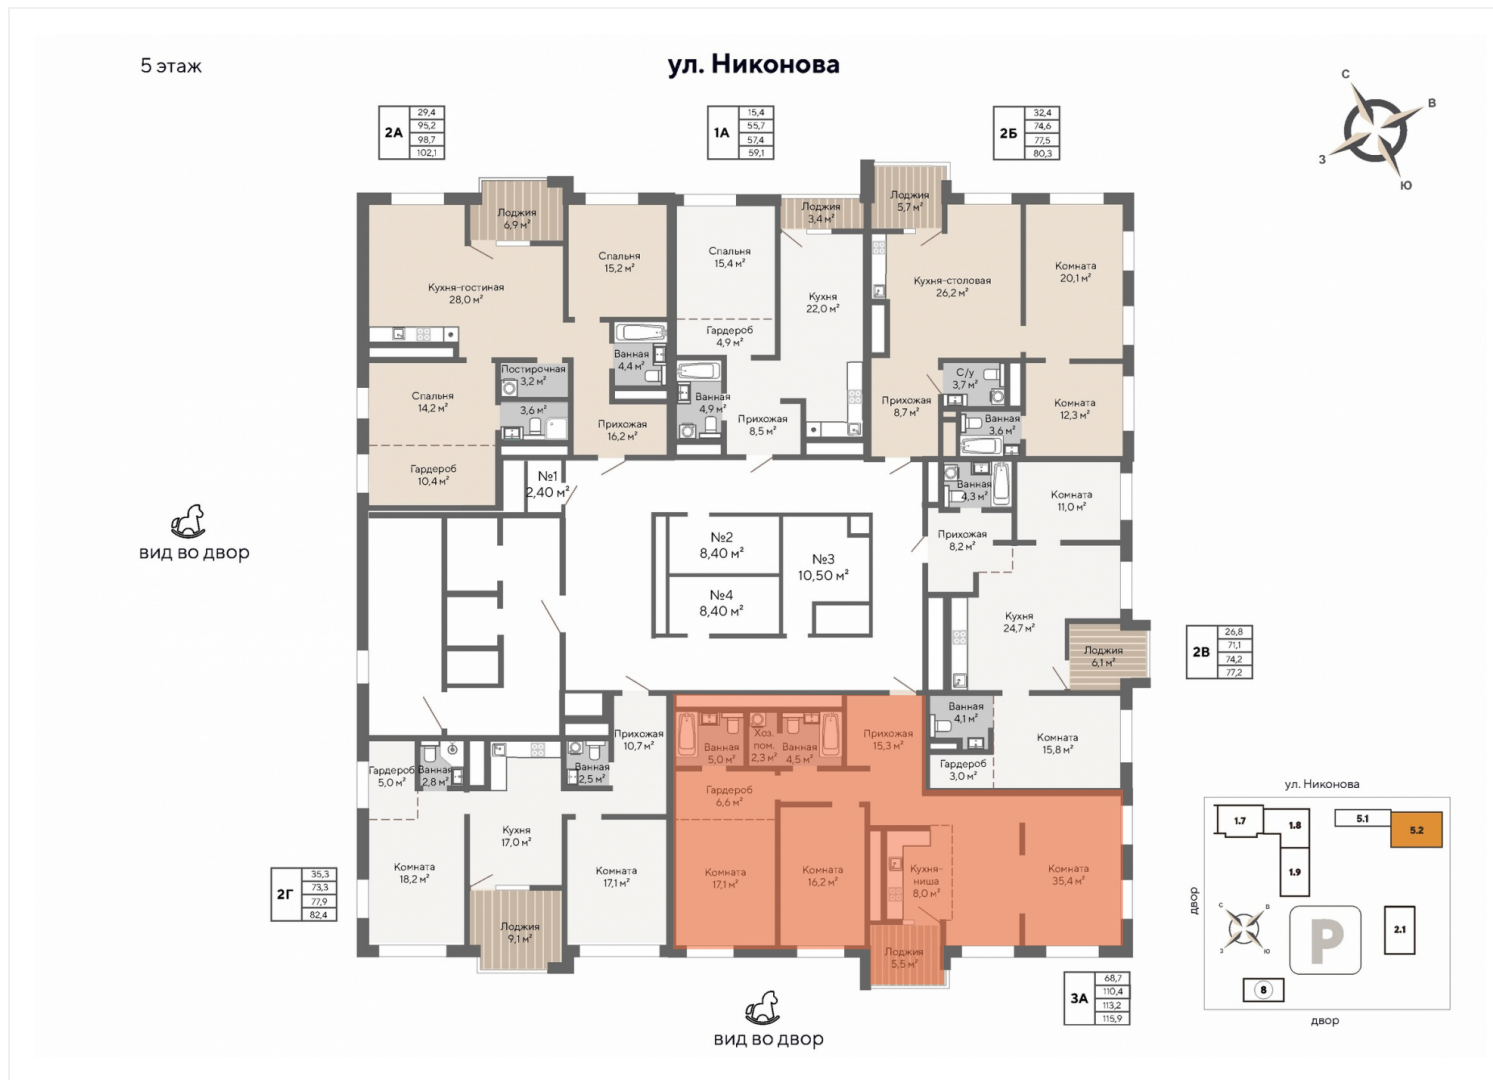 5 этаж
ул. Никонова
2А
29,4
95,2
98,7
102,1
1А
15,4
55,7
57,4
59,1
2Б
32,4
74,6
77,5
80,3
С
В
З
Ю
Лоджия
6,9 м²
Спальня
15,2 м²
Кухня-гостиная
28,0 м²
Ванная
4,4 м²
Постирочная
3,2 м²
3,6 м²
Спальня
14,2 м²
Прихожая
16,2 м²
Гардероб
10,4 м²
Спальня
15,4 м²
Лоджия
3,4 м²
Кухня
22,0 м²
Гардероб
4,9 м²
Ванная
4,9 м²
Прихожая
8,5 м²
Лоджия
5,7 м²
Кухня-столовая
26,2 м²
Комната
20,1 м²
С/у
3,7 м²
Прихожая
8,7 м²
Ванная
3,6 м²
Комната
12,3 м²
№1
2,40 м²
№2
8,40 м²
№3
10,50 м²
№4
8,40 м²
Ванная
4,3 м²
Комната
11,0 м²
Прихожая
8,2 м²
Кухня
24,7 м²
Лоджия
6,1 м²
2В
26,8
71,1
74,2
77,2
Ванная
4,1 м²
Комната
15,8 м²
Гардероб
3,0 м²
вид во двор
Прихожая
10,7 м²
Гардероб
5,0 м²
Ванная
2,8 м²
Ванная
2,5 м²
Кухня
17,0 м²
Комната
18,2 м²
Комната
17,1 м²
Лоджия
9,1 м²
2Г
35,3
73,3
77,9
82,4
Ванная
5,0 м²
Хоз.
пом.
2,3 м²
Ванная
4,5 м²
Прихожая
15,3 м²
Гардероб
6,6 м²
Комната
17,1 м²
Комната
16,2 м²
Кухня-
ниша
8,0 м²
Комната
35,4 м²
Лоджия
5,5 м²
3А
68,7
110,4
113,2
115,9
вид во двор
ул. Никонова
1.7
1.8
5.1
5.2
1.9
двор
С
В
З
Ю
P
2.1
8
двор